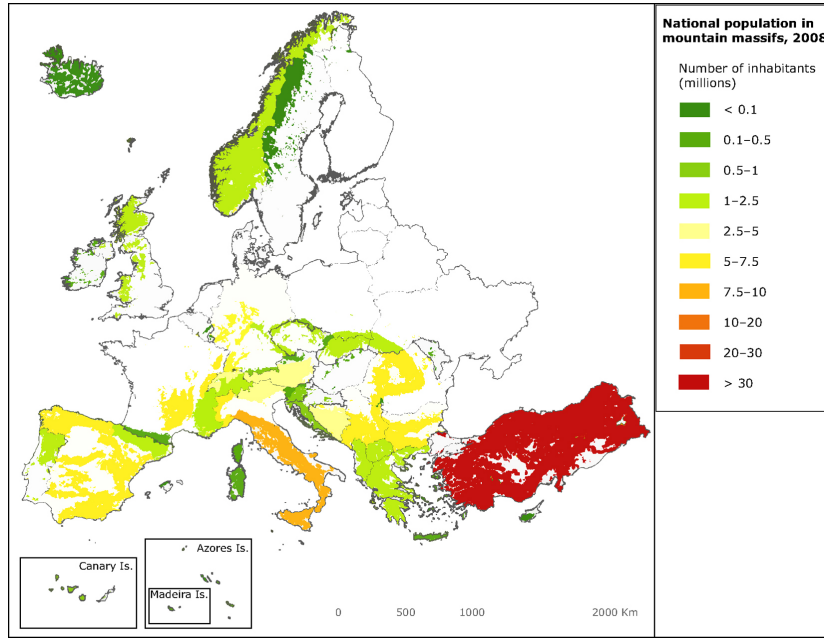 National population in
mountain massifs, 2008
Number of inhabitants
(millions)
< 0.1
0.1–0.5
0.5–1
1–2.5
2.5–5
5–7.5
7.5–10
10–20
20–30
> 30
Canary Is.
Azores Is.
Madeira Is.
0 500 1000 2000 Km